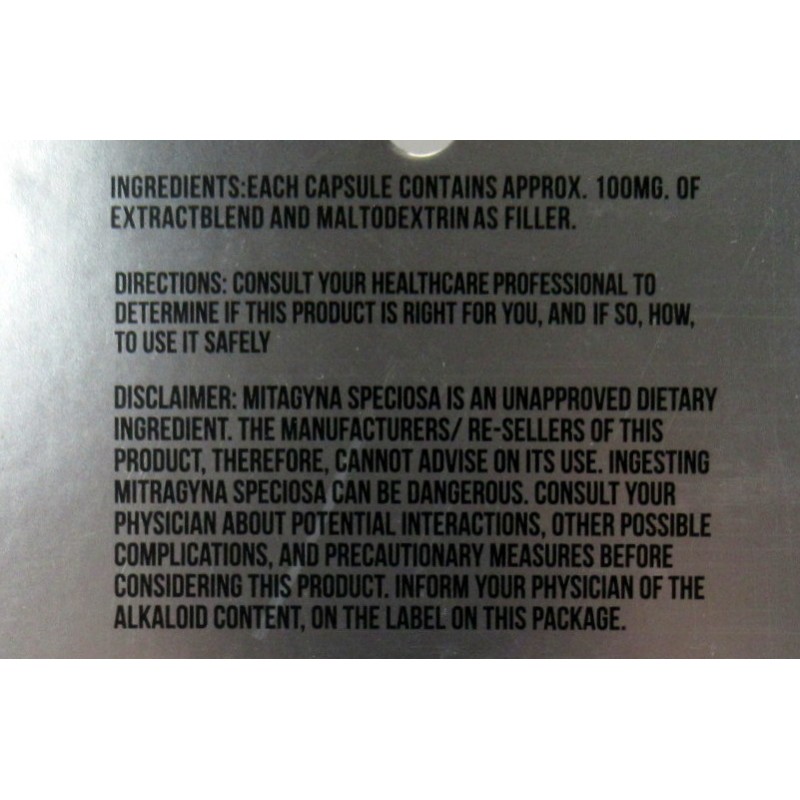 INGREDIENTS:EACH CAPSULE CONTAINS APPROX. 100MG. OF
EXTRACTBLEND AND MALTODEXTRIN AS FILLER.
DIRECTIONS: CONSULT YOUR HEALTHCARE PROFESSIONAL TO
DETERMINE IF THIS PRODUCT IS RIGHT FOR YOU, AND IF SO, HOW,
TO USE IT SAFELY
DISCLAIMER: MITAGYNA SPECIOSA IS AN UNAPPROVED DIETARY
INGREDIENT. THE MANUFACTURERS/ RE-SELLERS OF THIS
PRODUCT, THEREFORE, CANNOT ADVISE ON ITS USE. INGESTING
MITRAGYNA SPECIOSA CAN BE DANGEROUS. CONSULT YOUR
PHYSICIAN ABOUT POTENTIAL INTERACTIONS, OTHER POSSIBLE
COMPLICATIONS, AND PRECAUTIONARY MEASURES BEFORE
CONSIDERING THIS PRODUCT. INFORM YOUR PHYSICIAN OF THE
ALKALOID CONTENT, ON THE LABEL ON THIS PACKAGE.